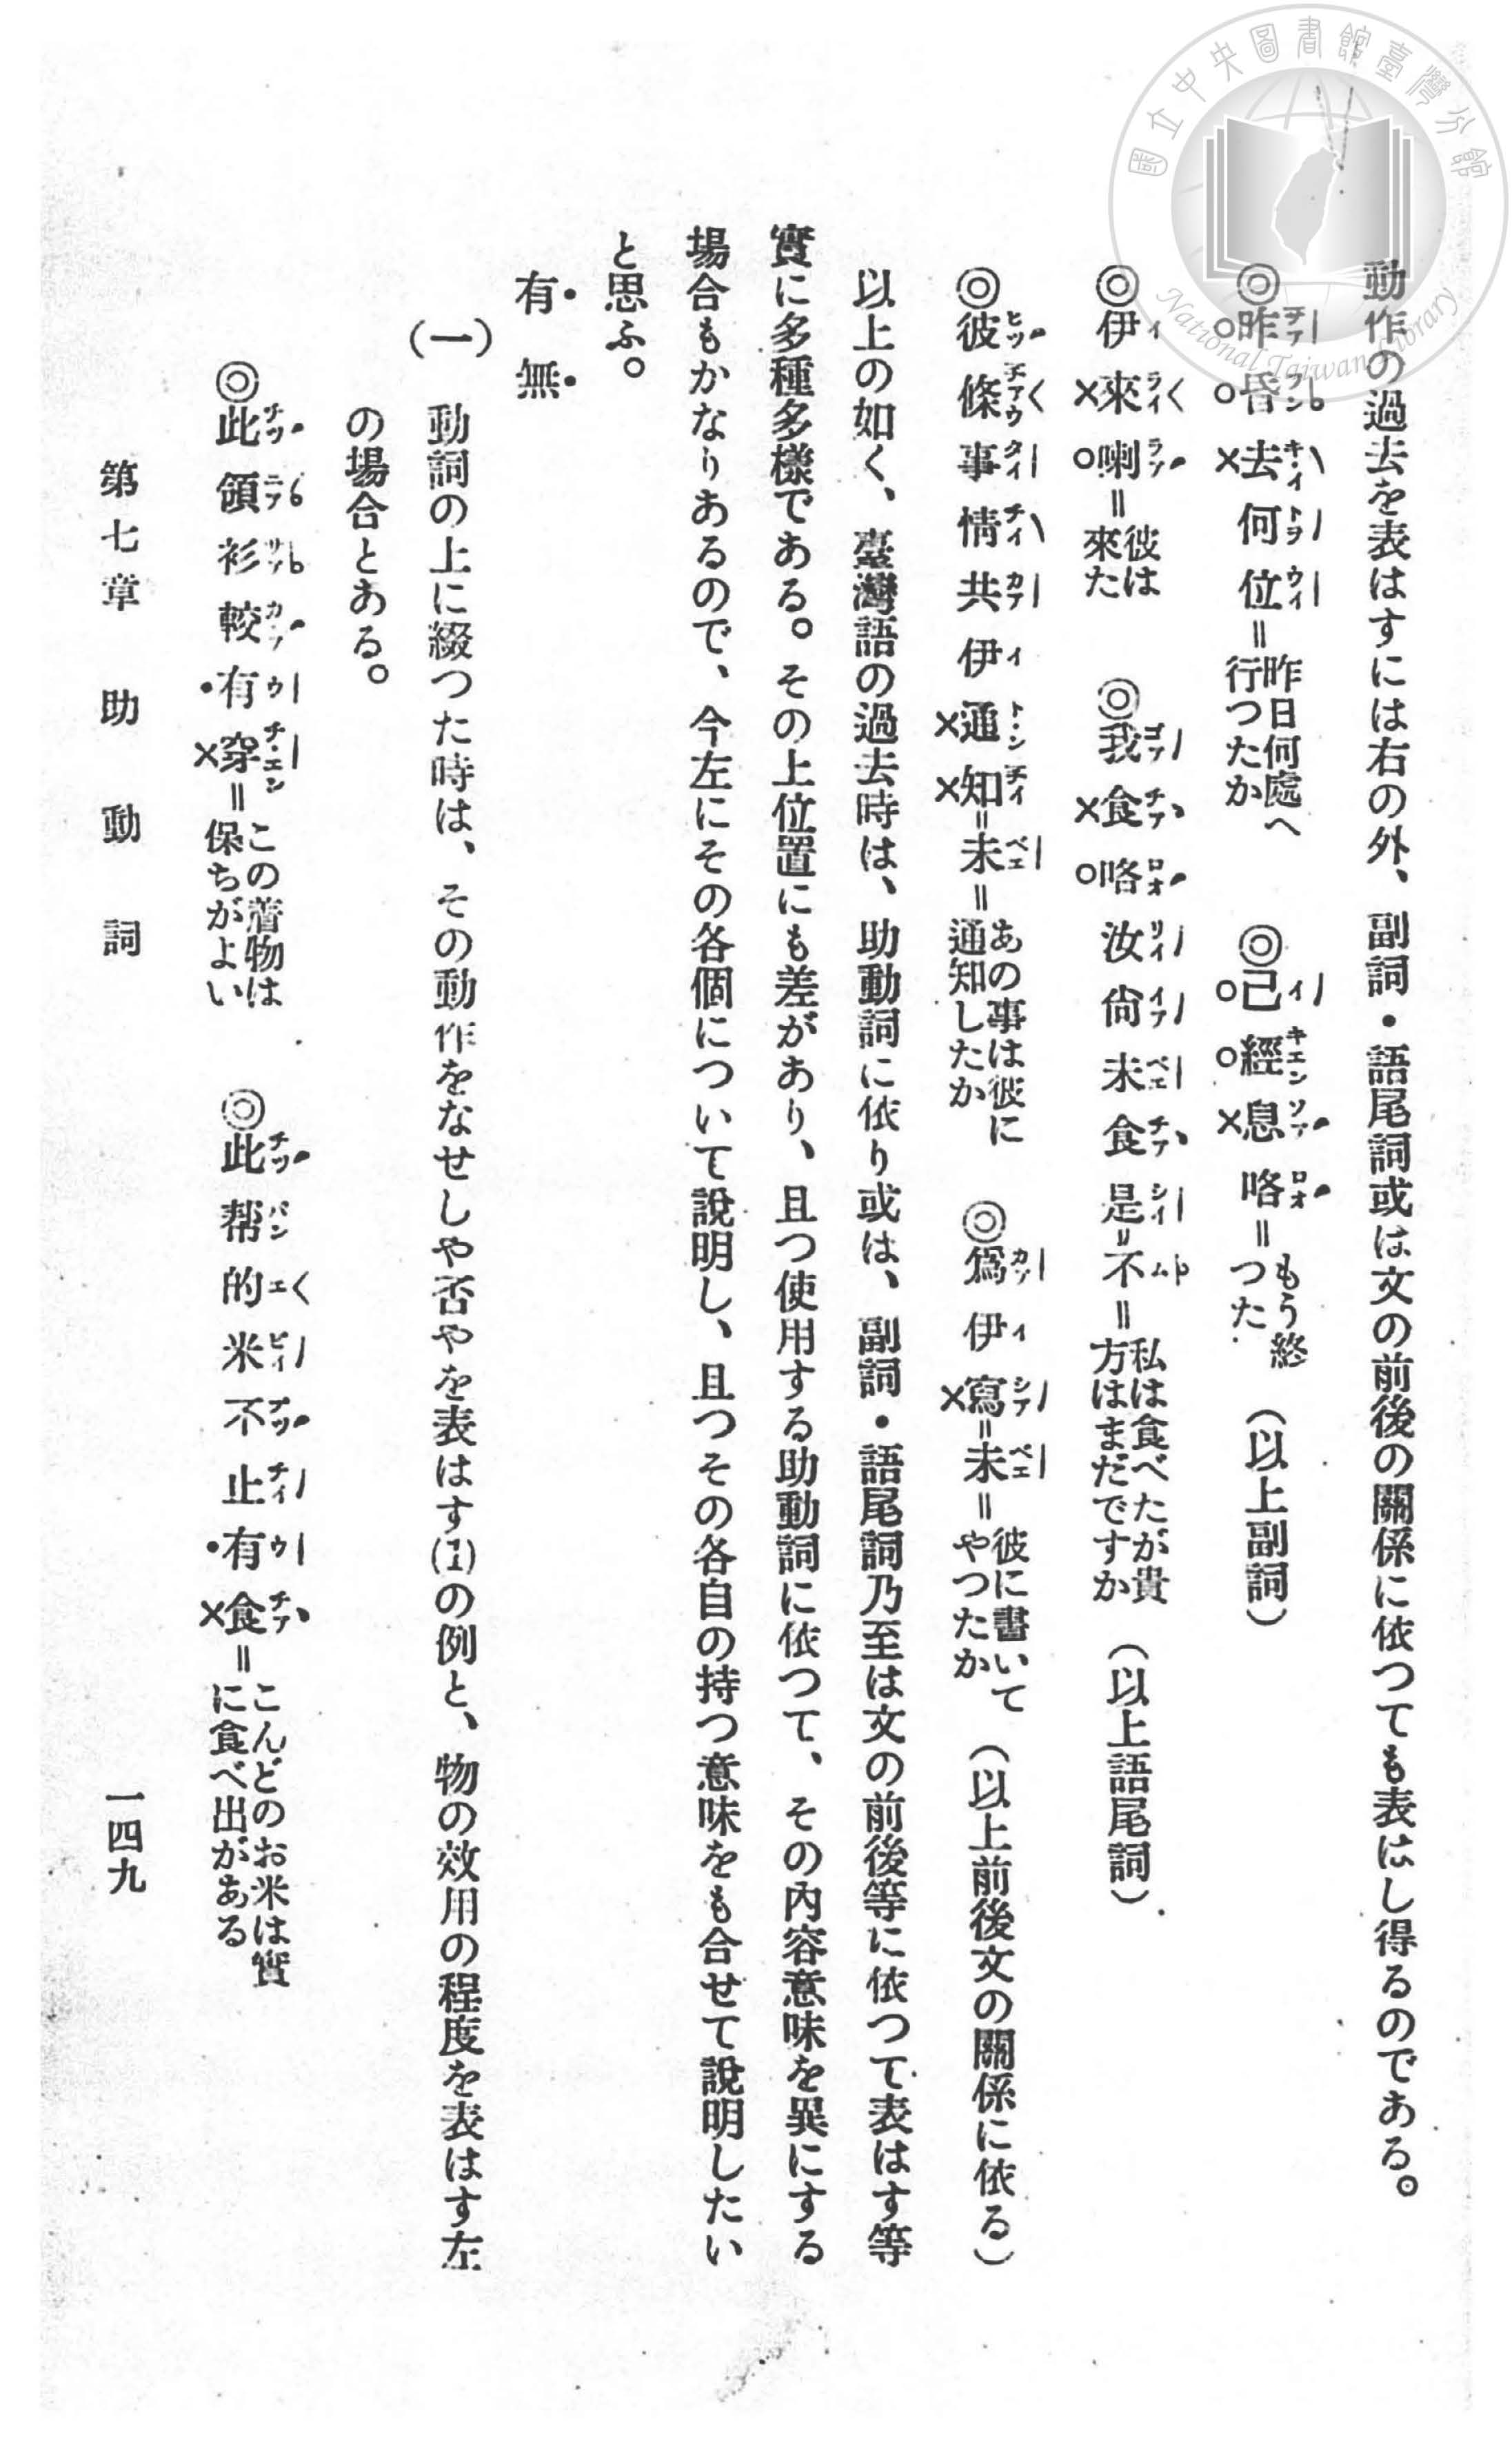 動作の過去を表はすには右の外、副詞・語尾詞或は文の前後の關係に依つても表はし得るのである。
◎昨昏去何位＝昨日何處へ行つたか　◎己經息咯＝もう終つた（以上副詞）
◎伊來喇＝彼は來た　◎我食咯汝尙未食是＝不＝私は食べたが貴方はまだですか（以上語尾詞）
◎彼條事情共伊通知＝未＝あの事は彼に通知したか　◎爲伊寫＝未＝彼に書いてやつたか（以上前後文の關係に依る）
以上の如く、臺灣語の過去時は、助動詞に依り或は、副詞・語尾詞乃至は文の前後等に依つて表はす等
實に多種多樣である。その上位置にも差があり、且つ使用する助動詞に依つて、その內容意味を異にする
場合もかなりあるので、今左にその各個について說明し、且つその各自の持つ意味をも合せて說明したい
と思ふ。
有無
（一）動詞の上に綴つた時は、その動作をなせしや否やを表はす(1)の例と、物の效用の程度を表はす左
の場合とある。
◎此領衫較有穿＝この着物は保ちがよい　◎此帮的米不止有食＝こんどのお米は實に食べ出がある
第七章　助動詞
一四九
國立中央圖書館臺灣分館
National Taiwan Library